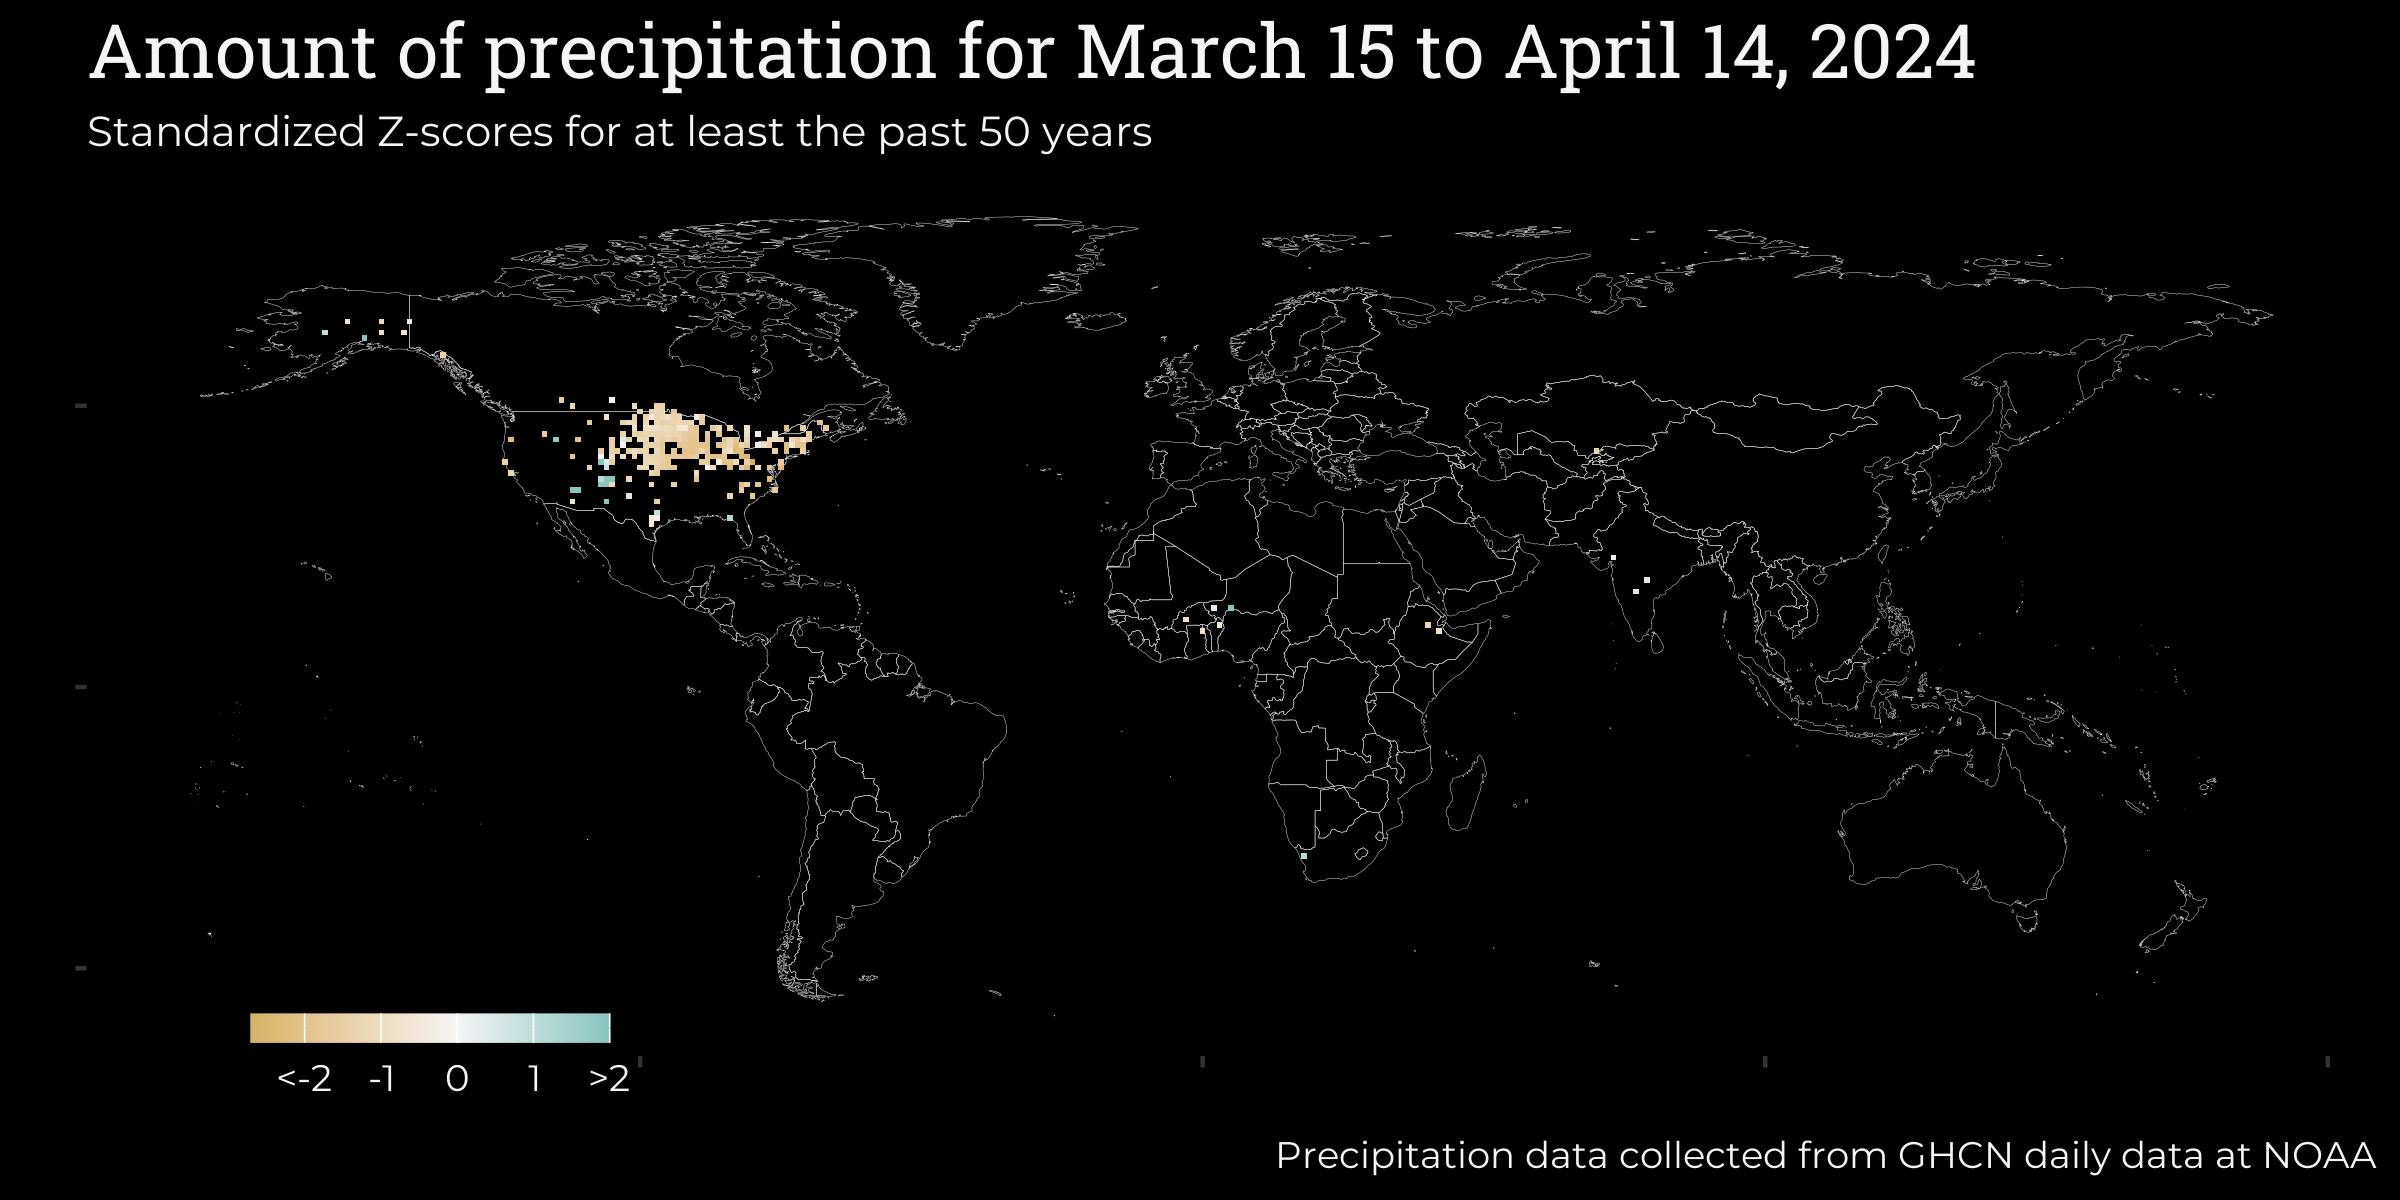 Amount of precipitation for March 15 to April 14, 2024
Standardized Z-scores for at least the past 50 years
<-2 -1 0 1 >2
Precipitation data collected from GHCN daily data at NOAA